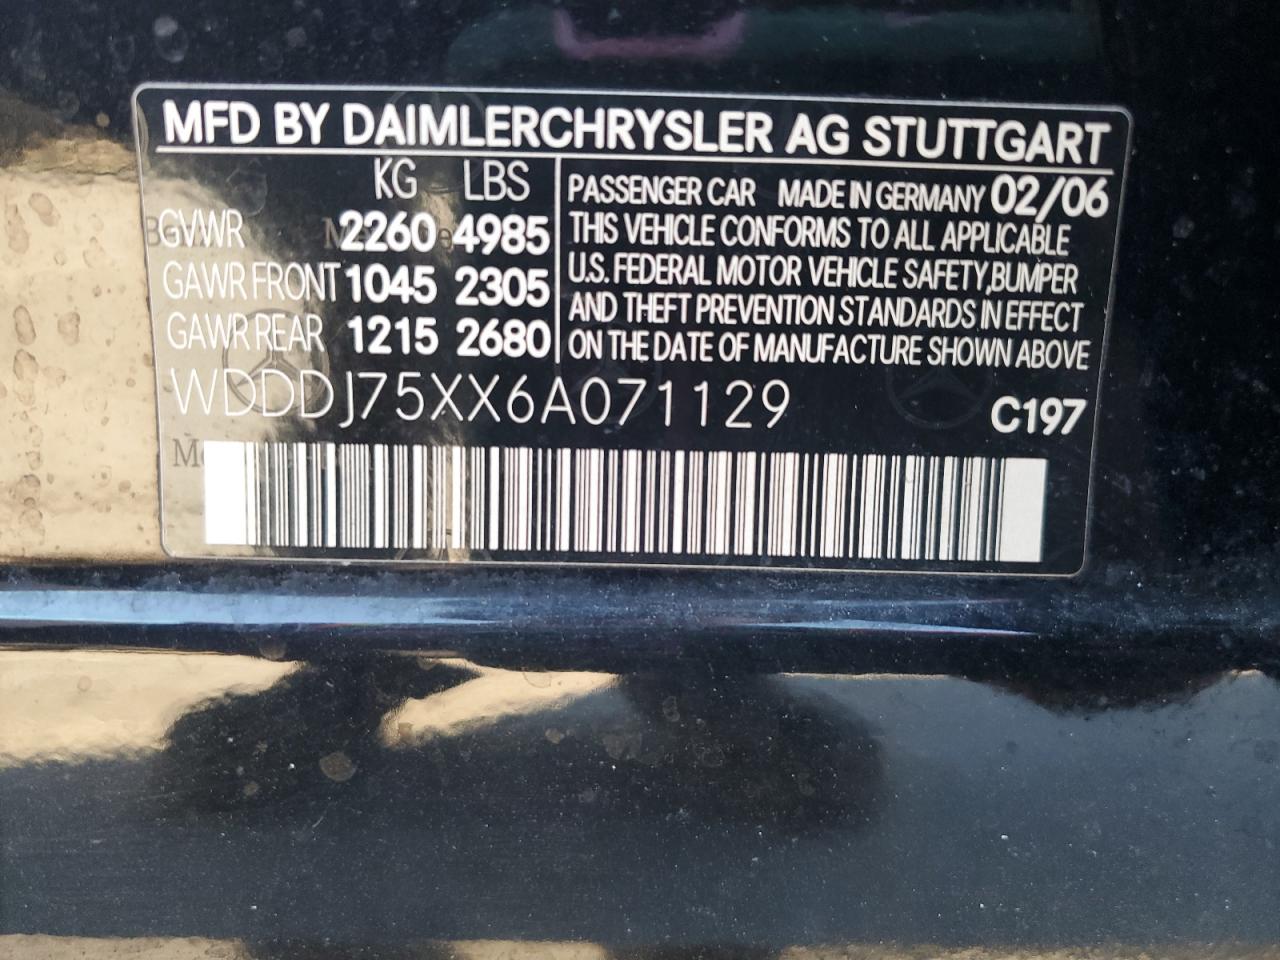 MFD BY DAIMLERCHRYSLER AG STUTTGART
KG LBS
GVWR 2260 4985
GAWR FRONT 1045 2305
GAWR REAR 1215 2680
PASSENGER CAR MADE IN GERMANY 02/06
THIS VEHICLE CONFORMS TO ALL APPLICABLE
U.S. FEDERAL MOTOR VEHICLE SAFETY, BUMPER
AND THEFT PREVENTION STANDARDS IN EFFECT
ON THE DATE OF MANUFACTURE SHOWN ABOVE
WDDDJ75XX6A071129
C197